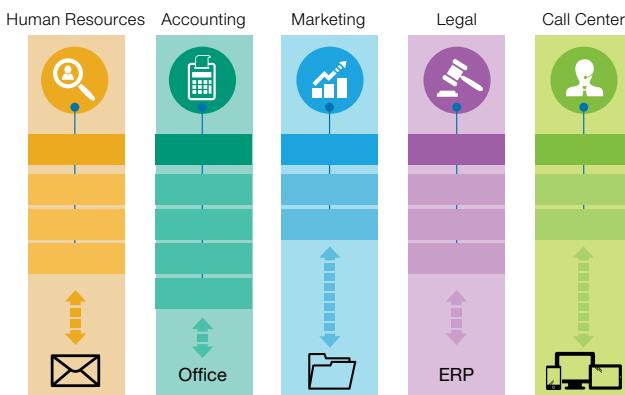 Human Resources
Accounting
Marketing
Legal
Call Center
Office
ERP